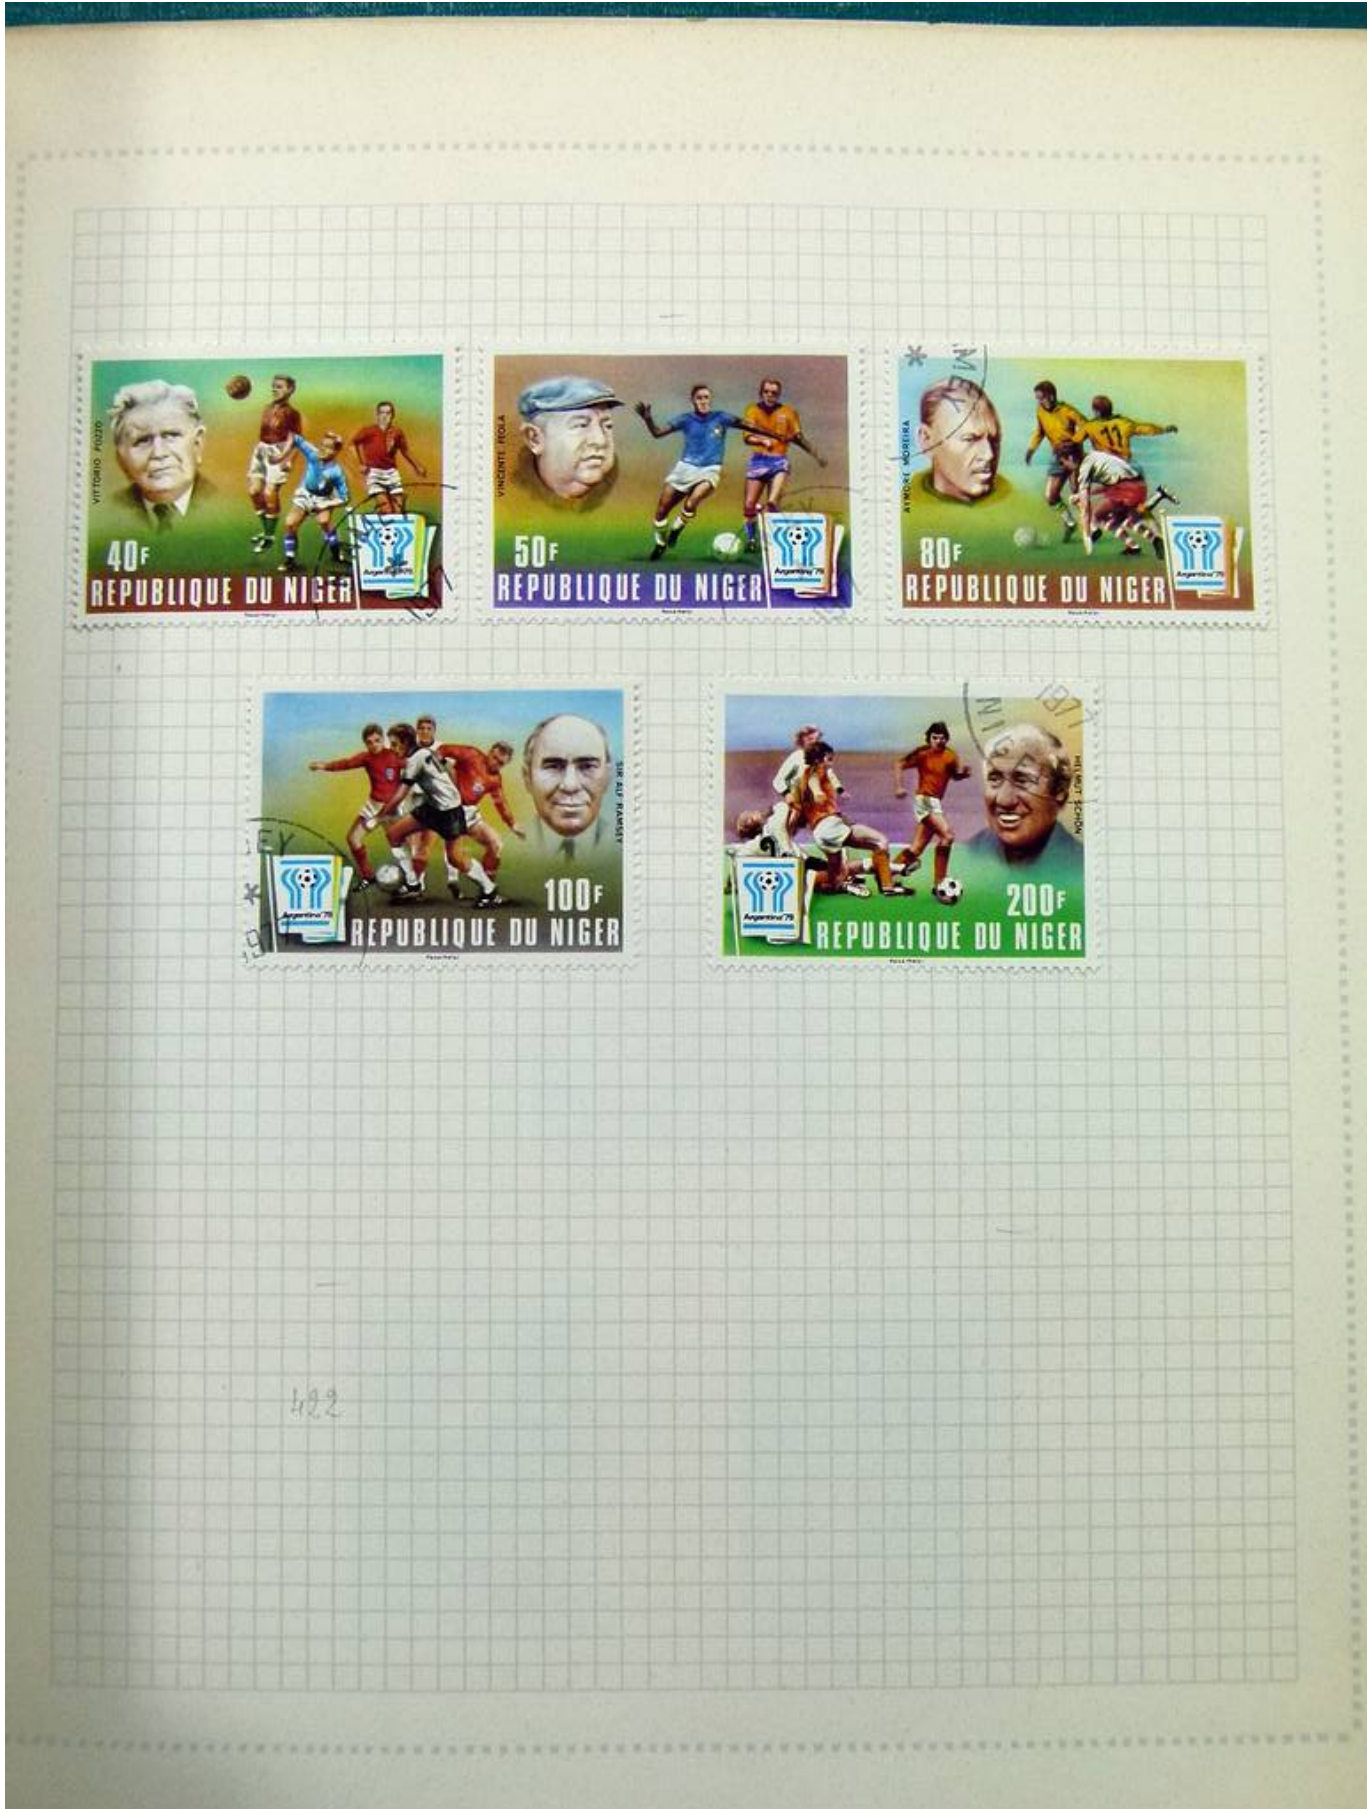 VITTORIO POZZO
40F
Argentina'78
REPUBLIQUE DU NIGER
1977
VINCENTE FEOLA
50F
Argentina'78
REPUBLIQUE DU NIGER
AYMORE MOREIRA
11
80F
Argentina'78
REPUBLIQUE DU NIGER
SIR ALF RAMSEY
100F
Argentina'78
REPUBLIQUE DU NIGER
1977
HELMUT SCHÖN
200F
Argentina'78
REPUBLIQUE DU NIGER
422